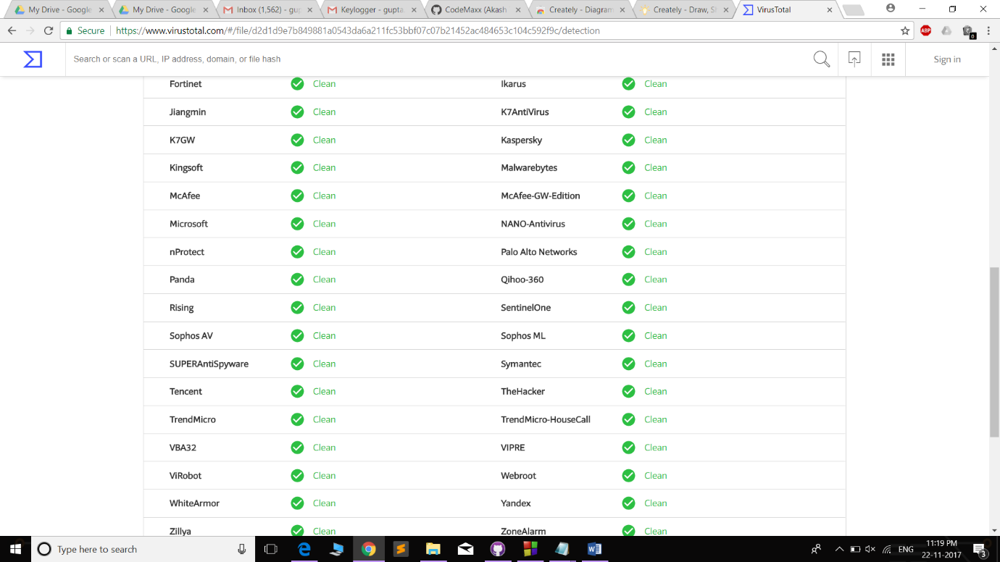 My Drive - Google
My Drive - Google
Inbox (1,562) - gup
Keylogger - gupta
CodeMaxx (Akash
Creately - Diagram
Creately - Draw, S
VirusTotal
Secure
https://www.virustotal.com/#/file/d2d1d9e7b849881a0543da6a211fc53bbf07c07b21452ac484653c104c592f9c/detection
ABP
0
Search or scan a URL, IP address, domain, or file hash
Sign in
Fortinet Clean Ikarus Clean
Jiangmin Clean K7AntiVirus Clean
K7GW Clean Kaspersky Clean
Kingsoft Clean Malwarebytes Clean
McAfee Clean McAfee-GW-Edition Clean
Microsoft Clean NANO-Antivirus Clean
nProtect Clean Palo Alto Networks Clean
Panda Clean Qihoo-360 Clean
Rising Clean SentinelOne Clean
Sophos AV Clean Sophos ML Clean
SUPERAntiSpyware Clean Symantec Clean
Tencent Clean TheHacker Clean
TrendMicro Clean TrendMicro-HouseCall Clean
VBA32 Clean VIPRE Clean
ViRobot Clean Webroot Clean
WhiteArmor Clean Yandex Clean
Zillya Clean ZoneAlarm Clean
Type here to search
ENG
11:19 PM
22-11-2017
3